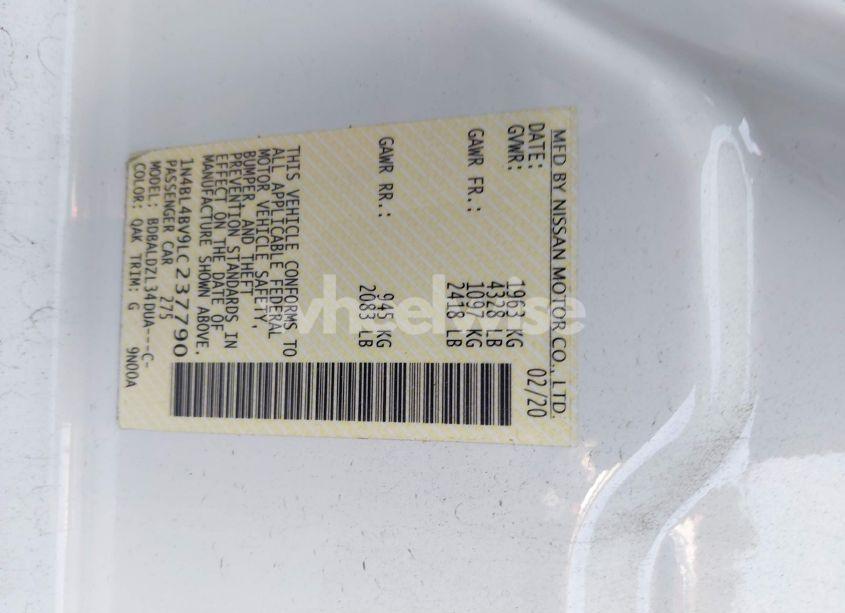 MFD BY NISSAN MOTOR CO., LTD.
DATE: 02/20
GVWR: 1963 KG
4328 LB
GAWR FR.: 1097 KG
2418 LB
GAWR RR.: 945 KG
2083 LB
THIS VEHICLE CONFORMS TO
ALL APPLICABLE FEDERAL
MOTOR VEHICLE SAFETY,
BUMPER, AND THEFT
PREVENTION STANDARDS IN
EFFECT ON THE DATE OF
MANUFACTURE SHOWN ABOVE.
1N4BL4BV9LC237790
PASSENGER CAR 275
MODEL: BDBALDZL34DUA---C-
COLOR: QAK TRIM: G 9N00A
vheelwise